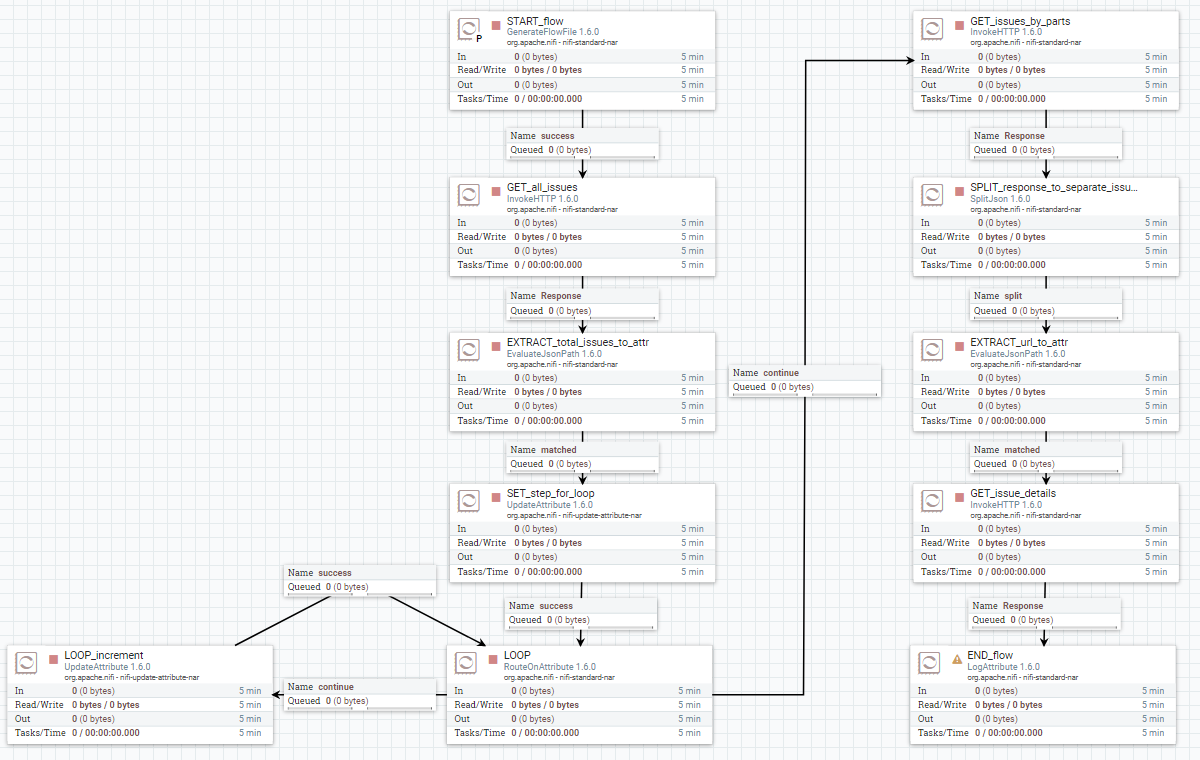 START_flow
GenerateFlowFile 1.6.0
org.apache.nifi - nifi-standard-nar
P
In 0 (0 bytes) 5 min
Read/Write 0 bytes / 0 bytes 5 min
Out 0 (0 bytes) 5 min
Tasks/Time 0 / 00:00:00.000 5 min
Name success
Queued 0 (0 bytes)
GET_all_issues
InvokeHTTP 1.6.0
org.apache.nifi - nifi-standard-nar
In 0 (0 bytes) 5 min
Read/Write 0 bytes / 0 bytes 5 min
Out 0 (0 bytes) 5 min
Tasks/Time 0 / 00:00:00.000 5 min
Name Response
Queued 0 (0 bytes)
EXTRACT_total_issues_to_attr
EvaluateJsonPath 1.6.0
org.apache.nifi - nifi-standard-nar
In 0 (0 bytes) 5 min
Read/Write 0 bytes / 0 bytes 5 min
Out 0 (0 bytes) 5 min
Tasks/Time 0 / 00:00:00.000 5 min
Name matched
Queued 0 (0 bytes)
SET_step_for_loop
UpdateAttribute 1.6.0
org.apache.nifi - nifi-update-attribute-nar
In 0 (0 bytes) 5 min
Read/Write 0 bytes / 0 bytes 5 min
Out 0 (0 bytes) 5 min
Tasks/Time 0 / 00:00:00.000 5 min
Name success
Queued 0 (0 bytes)
LOOP
RouteOnAttribute 1.6.0
org.apache.nifi - nifi-standard-nar
In 0 (0 bytes) 5 min
Read/Write 0 bytes / 0 bytes 5 min
Out 0 (0 bytes) 5 min
Tasks/Time 0 / 00:00:00.000 5 min
Name continue
Queued 0 (0 bytes)
LOOP_increment
UpdateAttribute 1.6.0
org.apache.nifi - nifi-update-attribute-nar
In 0 (0 bytes) 5 min
Read/Write 0 bytes / 0 bytes 5 min
Out 0 (0 bytes) 5 min
Tasks/Time 0 / 00:00:00.000 5 min
Name success
Queued 0 (0 bytes)
Name continue
Queued 0 (0 bytes)
GET_issues_by_parts
InvokeHTTP 1.6.0
org.apache.nifi - nifi-standard-nar
In 0 (0 bytes) 5 min
Read/Write 0 bytes / 0 bytes 5 min
Out 0 (0 bytes) 5 min
Tasks/Time 0 / 00:00:00.000 5 min
Name Response
Queued 0 (0 bytes)
SPLIT_response_to_separate_issu...
SplitJson 1.6.0
org.apache.nifi - nifi-standard-nar
In 0 (0 bytes) 5 min
Read/Write 0 bytes / 0 bytes 5 min
Out 0 (0 bytes) 5 min
Tasks/Time 0 / 00:00:00.000 5 min
Name split
Queued 0 (0 bytes)
EXTRACT_url_to_attr
EvaluateJsonPath 1.6.0
org.apache.nifi - nifi-standard-nar
In 0 (0 bytes) 5 min
Read/Write 0 bytes / 0 bytes 5 min
Out 0 (0 bytes) 5 min
Tasks/Time 0 / 00:00:00.000 5 min
Name matched
Queued 0 (0 bytes)
GET_issue_details
InvokeHTTP 1.6.0
org.apache.nifi - nifi-standard-nar
In 0 (0 bytes) 5 min
Read/Write 0 bytes / 0 bytes 5 min
Out 0 (0 bytes) 5 min
Tasks/Time 0 / 00:00:00.000 5 min
Name Response
Queued 0 (0 bytes)
END_flow
LogAttribute 1.6.0
org.apache.nifi - nifi-standard-nar
In 0 (0 bytes) 5 min
Read/Write 0 bytes / 0 bytes 5 min
Out 0 (0 bytes) 5 min
Tasks/Time 0 / 00:00:00.000 5 min